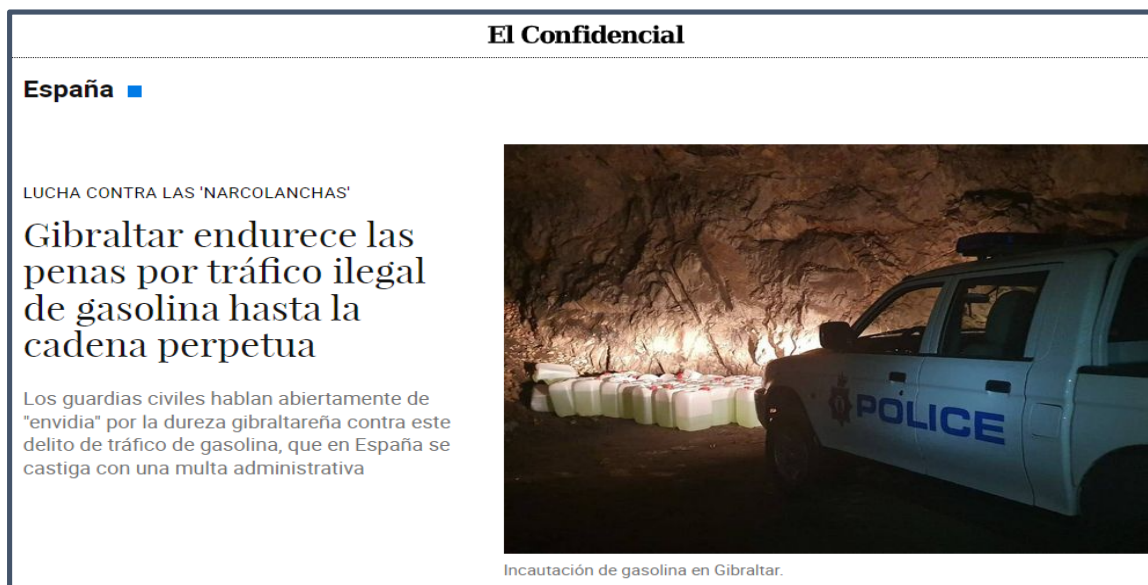 El Confidencial
España
LUCHA CONTRA LAS 'NARCOLANCHAS'
Gibraltar endurece las
penas por tráfico ilegal
de gasolina hasta la
cadena perpetua
Los guardias civiles hablan abiertamente de
"envidia" por la dureza gibraltareña contra este
delito de tráfico de gasolina, que en España se
castiga con una multa administrativa
POLICE
Incautación de gasolina en Gibraltar.